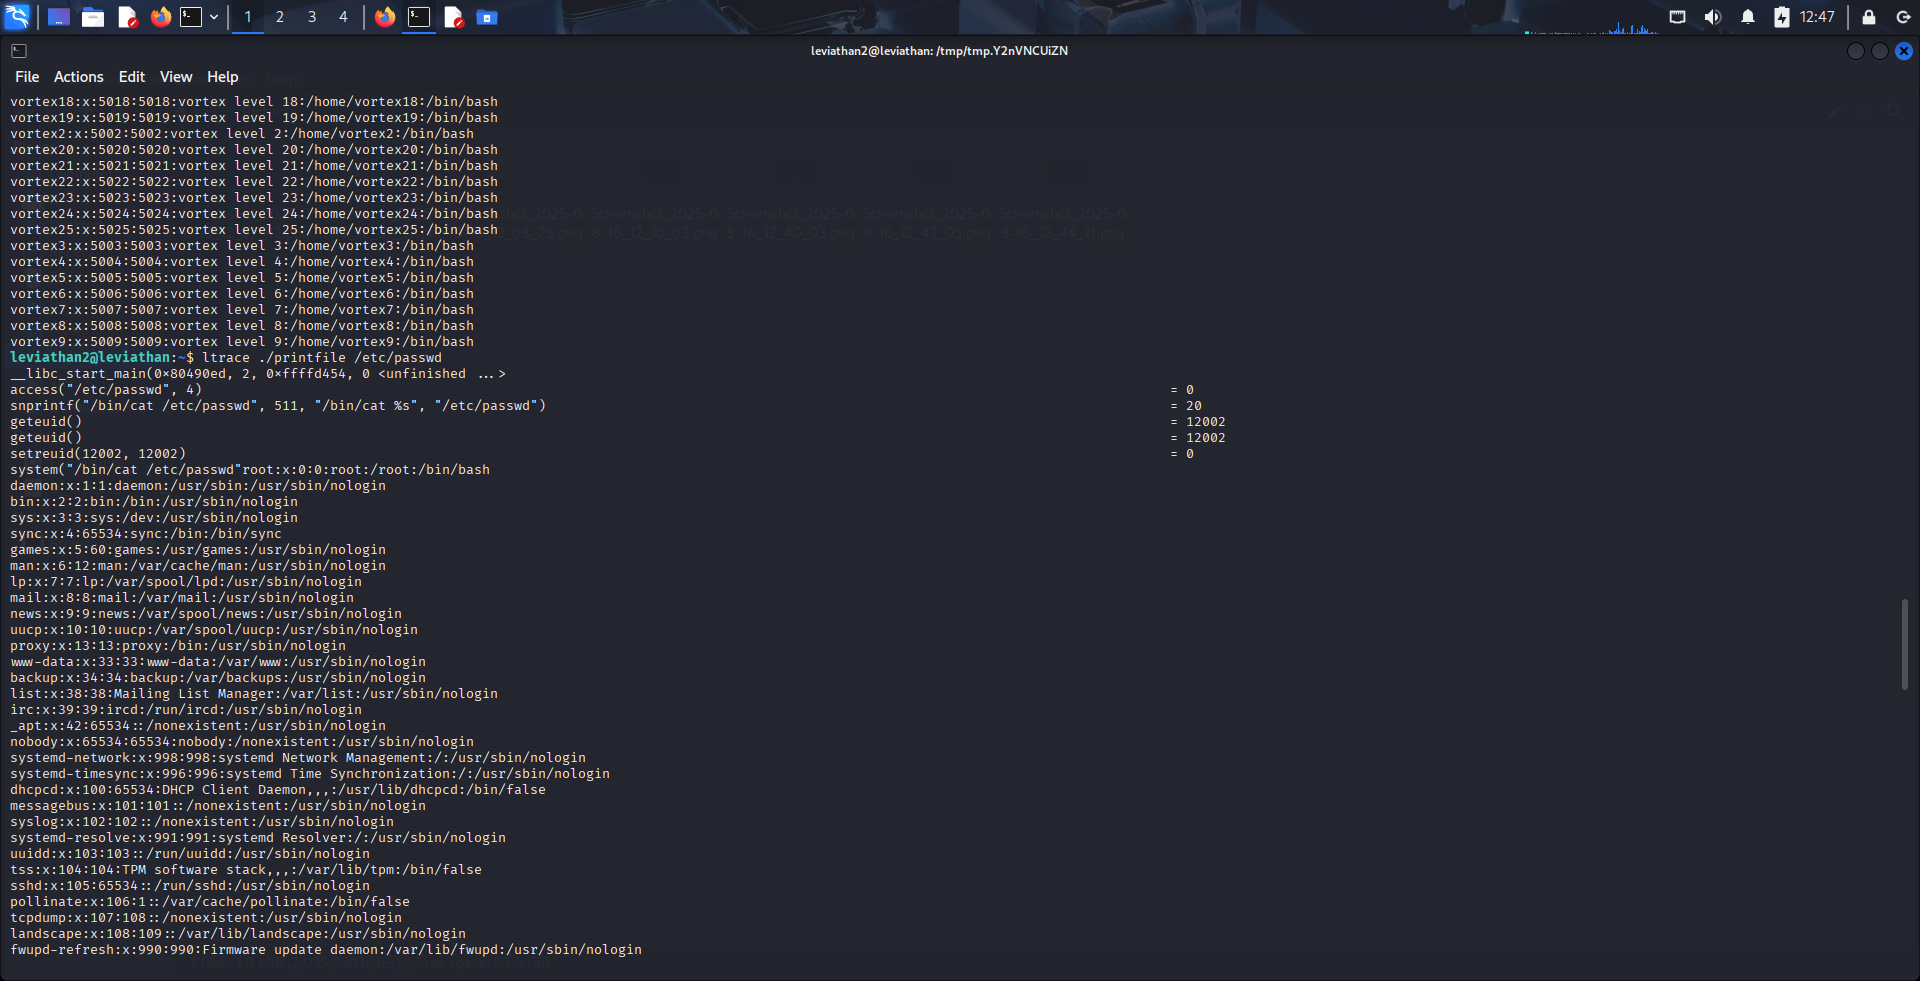 1 2 3 4 12:47
leviathan2@leviathan: /tmp/tmp.Y2nVNCUiZN
File Actions Edit View Help
vortex18:x:5018:5018:vortex level 18:/home/vortex18:/bin/bash
vortex19:x:5019:5019:vortex level 19:/home/vortex19:/bin/bash
vortex2:x:5002:5002:vortex level 2:/home/vortex2:/bin/bash
vortex20:x:5020:5020:vortex level 20:/home/vortex20:/bin/bash
vortex21:x:5021:5021:vortex level 21:/home/vortex21:/bin/bash
vortex22:x:5022:5022:vortex level 22:/home/vortex22:/bin/bash
vortex23:x:5023:5023:vortex level 23:/home/vortex23:/bin/bash
vortex24:x:5024:5024:vortex level 24:/home/vortex24:/bin/bash
vortex25:x:5025:5025:vortex level 25:/home/vortex25:/bin/bash
vortex3:x:5003:5003:vortex level 3:/home/vortex3:/bin/bash
vortex4:x:5004:5004:vortex level 4:/home/vortex4:/bin/bash
vortex5:x:5005:5005:vortex level 5:/home/vortex5:/bin/bash
vortex6:x:5006:5006:vortex level 6:/home/vortex6:/bin/bash
vortex7:x:5007:5007:vortex level 7:/home/vortex7:/bin/bash
vortex8:x:5008:5008:vortex level 8:/home/vortex8:/bin/bash
vortex9:x:5009:5009:vortex level 9:/home/vortex9:/bin/bash
leviathan2@leviathan:~$ ltrace ./printfile /etc/passwd
__libc_start_main(0×80490ed, 2, 0×ffffd454, 0 <unfinished ...>
access("/etc/passwd", 4) = 0
snprintf("/bin/cat /etc/passwd", 511, "/bin/cat %s", "/etc/passwd") = 20
geteuid() = 12002
geteuid() = 12002
setreuid(12002, 12002) = 0
system("/bin/cat /etc/passwd"root:x:0:0:root:/root:/bin/bash
daemon:x:1:1:daemon:/usr/sbin:/usr/sbin/nologin
bin:x:2:2:bin:/bin:/usr/sbin/nologin
sys:x:3:3:sys:/dev:/usr/sbin/nologin
sync:x:4:65534:sync:/bin:/bin/sync
games:x:5:60:games:/usr/games:/usr/sbin/nologin
man:x:6:12:man:/var/cache/man:/usr/sbin/nologin
lp:x:7:7:lp:/var/spool/lpd:/usr/sbin/nologin
mail:x:8:8:mail:/var/mail:/usr/sbin/nologin
news:x:9:9:news:/var/spool/news:/usr/sbin/nologin
uucp:x:10:10:uucp:/var/spool/uucp:/usr/sbin/nologin
proxy:x:13:13:proxy:/bin:/usr/sbin/nologin
www-data:x:33:33:www-data:/var/www:/usr/sbin/nologin
backup:x:34:34:backup:/var/backups:/usr/sbin/nologin
list:x:38:38:Mailing List Manager:/var/list:/usr/sbin/nologin
irc:x:39:39:ircd:/run/ircd:/usr/sbin/nologin
_apt:x:42:65534::/nonexistent:/usr/sbin/nologin
nobody:x:65534:65534:nobody:/nonexistent:/usr/sbin/nologin
systemd-network:x:998:998:systemd Network Management:/:/usr/sbin/nologin
systemd-timesync:x:996:996:systemd Time Synchronization:/:/usr/sbin/nologin
dhcpcd:x:100:65534:DHCP Client Daemon,,,:/usr/lib/dhcpcd:/bin/false
messagebus:x:101:101::/nonexistent:/usr/sbin/nologin
syslog:x:102:102::/nonexistent:/usr/sbin/nologin
systemd-resolve:x:991:991:systemd Resolver:/:/usr/sbin/nologin
uuidd:x:103:103::/run/uuidd:/usr/sbin/nologin
tss:x:104:104:TPM software stack,,,:/var/lib/tpm:/bin/false
sshd:x:105:65534::/run/sshd:/usr/sbin/nologin
pollinate:x:106:1::/var/cache/pollinate:/bin/false
tcpdump:x:107:108::/nonexistent:/usr/sbin/nologin
landscape:x:108:109::/var/lib/landscape:/usr/sbin/nologin
fwupd-refresh:x:990:990:Firmware update daemon:/var/lib/fwupd:/usr/sbin/nologin